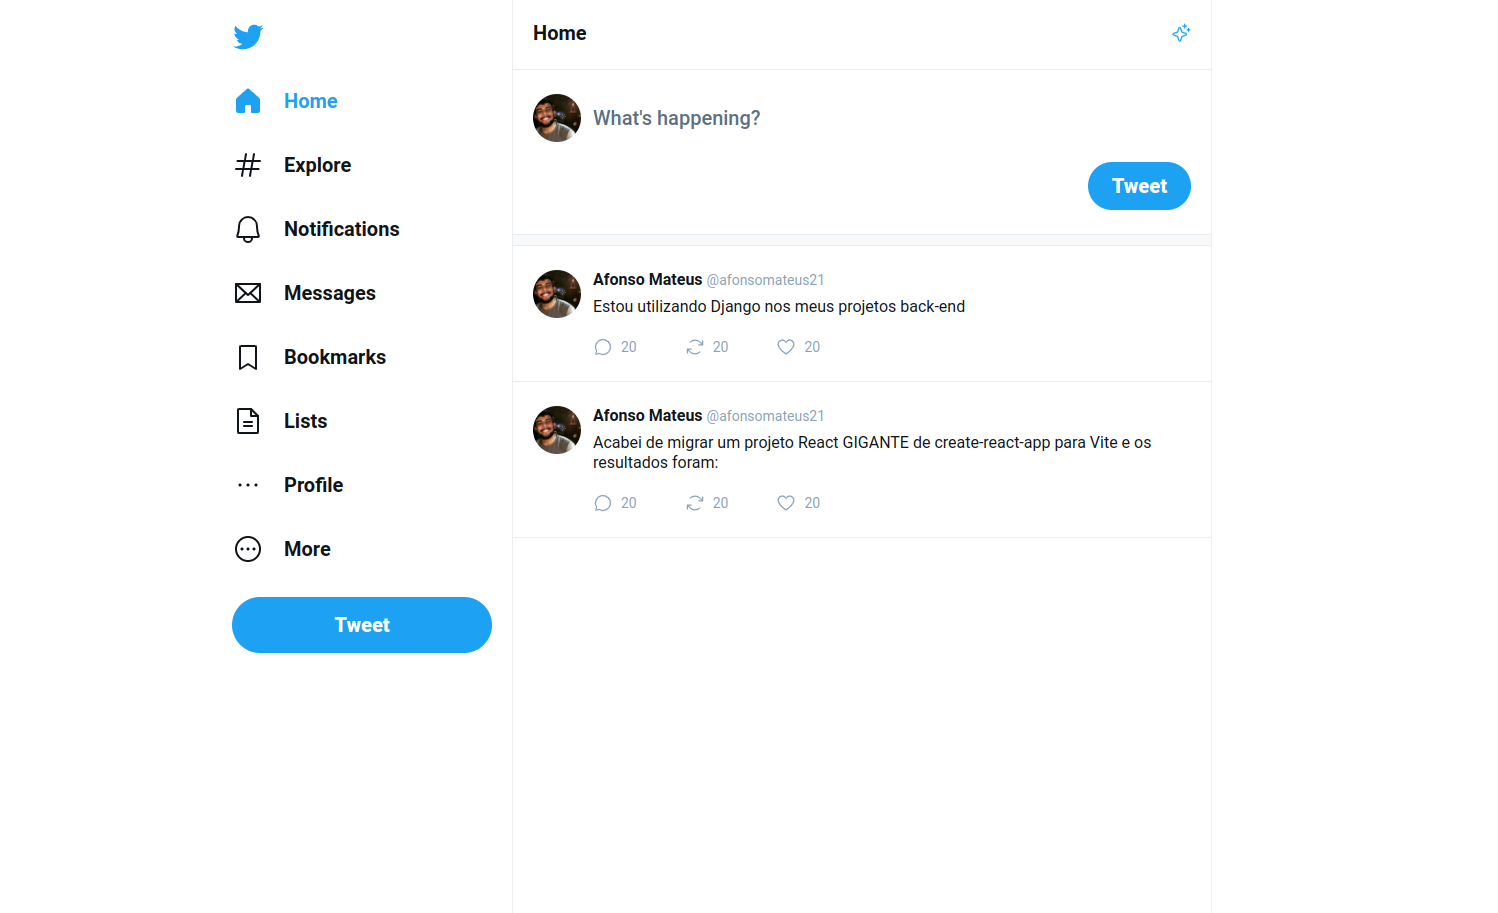 Home
Explore
Notifications
Messages
Bookmarks
Lists
Profile
More
Tweet
Home
What's happening?
Tweet
Afonso Mateus @afonsomateus21
Estou utilizando Django nos meus projetos back-end
20 20 20
Afonso Mateus @afonsomateus21
Acabei de migrar um projeto React GIGANTE de create-react-app para Vite e os
resultados foram:
20 20 20